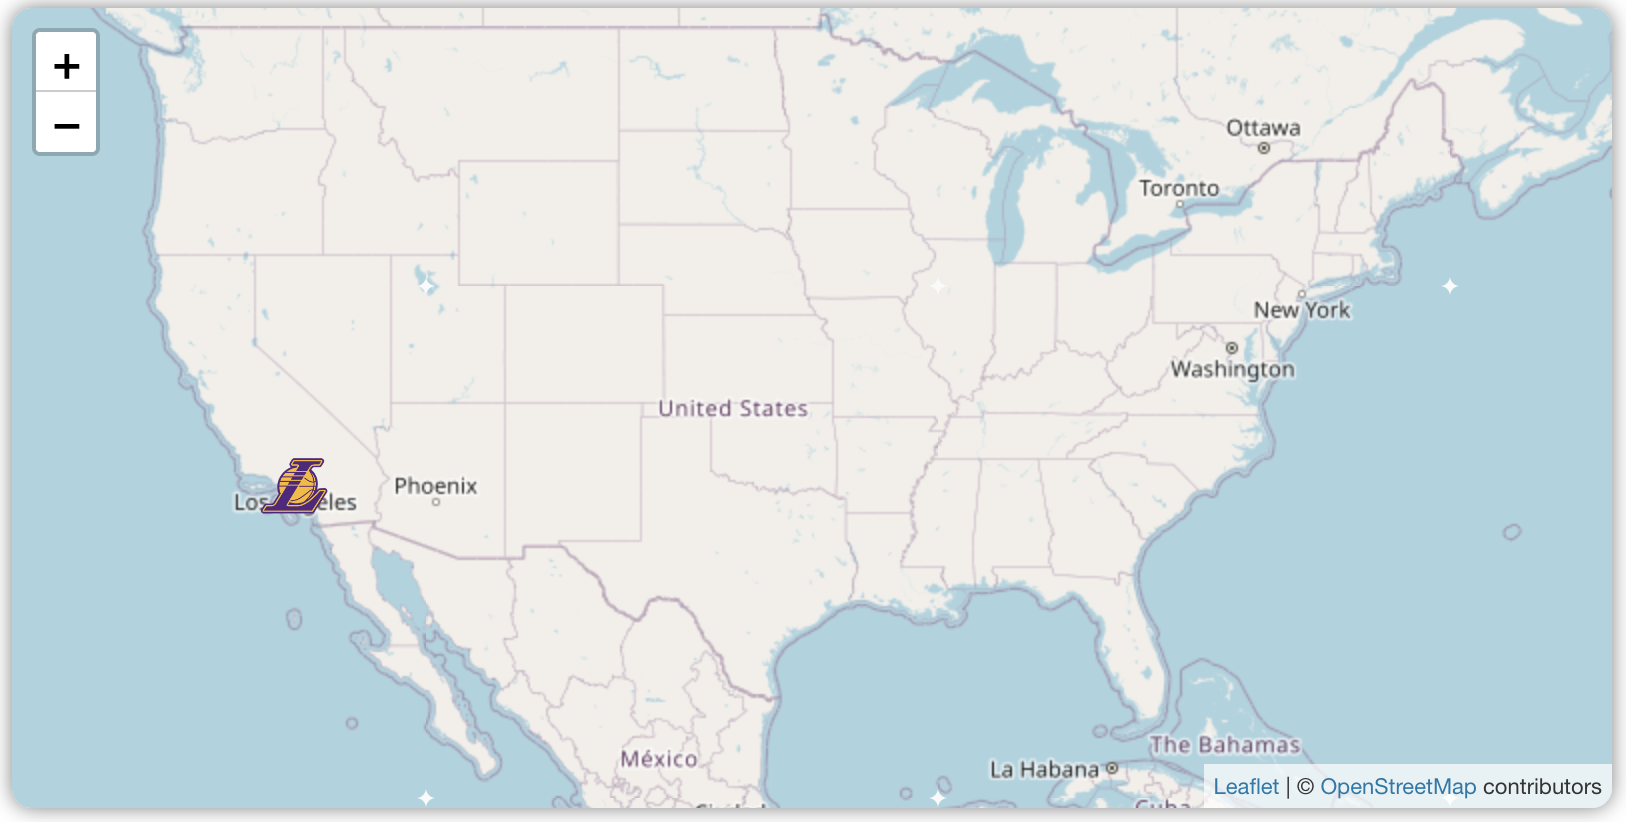 +
−
Ottawa
Toronto
New York
Washington
United States
Phoenix
Los
eles
México
The Bahamas
La Habana
Leaflet | © OpenStreetMap contributors